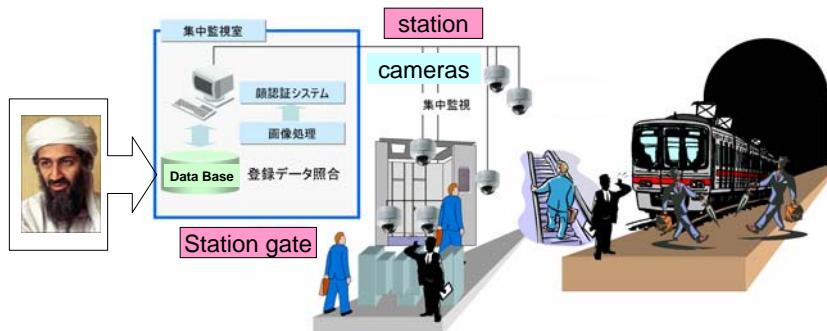 station
集中監視室
cameras
顔認証システム
集中監視
画像処理
Data Base
登録データ照合
Station gate